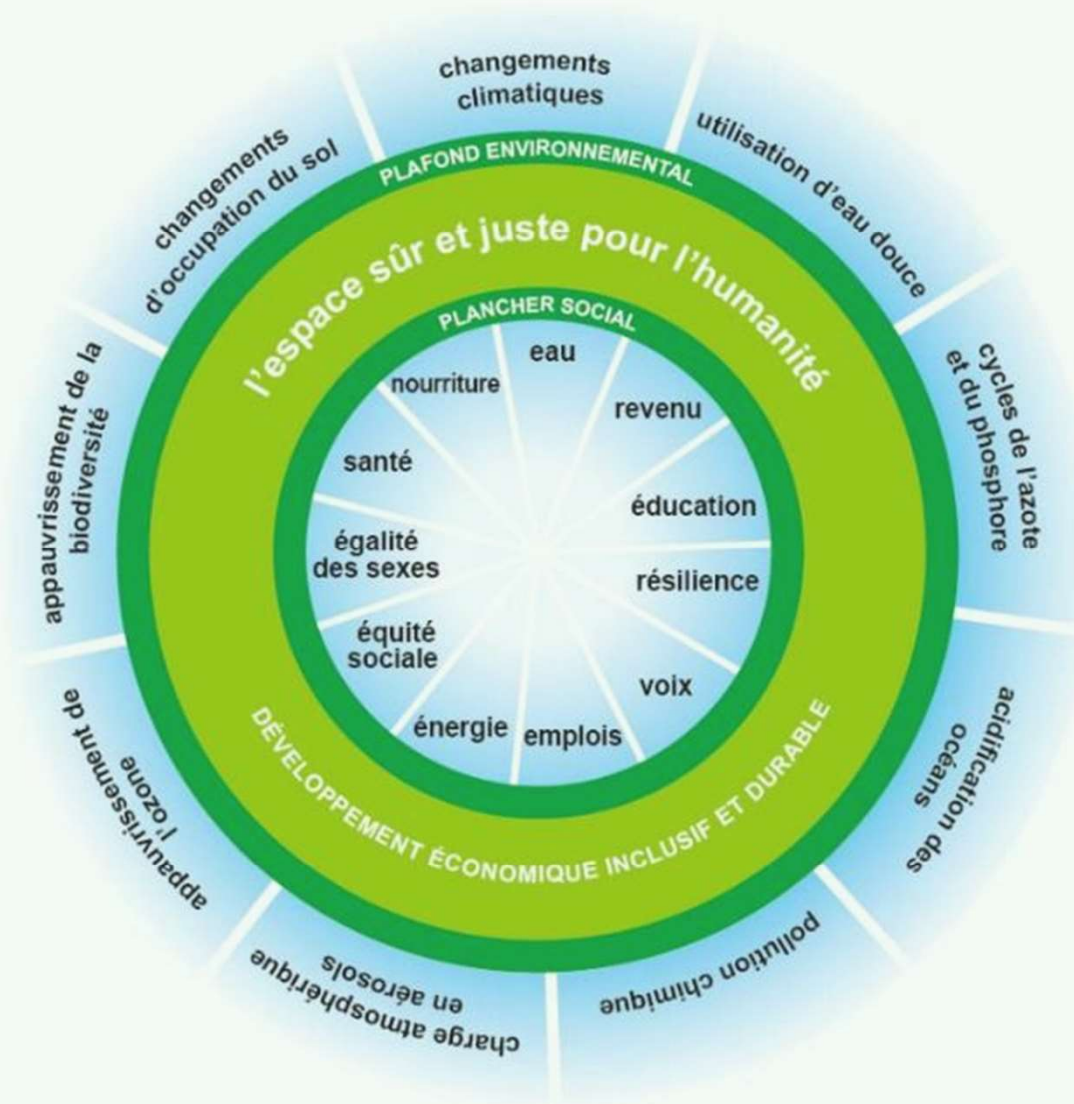 changements
climatiques
utilisation d'eau douce
cycles de l'azote
et du phosphore
acidification des
océans
pollution chimique
charge atmosphérique
en aérosols
appauvrissement de
l'ozone
appauvrissement de la
biodiversité
changements
d'occupation du sol
PLAFOND ENVIRONNEMENTAL
l'espace sûr et juste pour l'humanité
PLANCHER SOCIAL
eau
revenu
éducation
résilience
voix
emplois
énergie
équité
sociale
égalité
des sexes
santé
nourriture
DÉVELOPPEMENT ÉCONOMIQUE INCLUSIF ET DURABLE